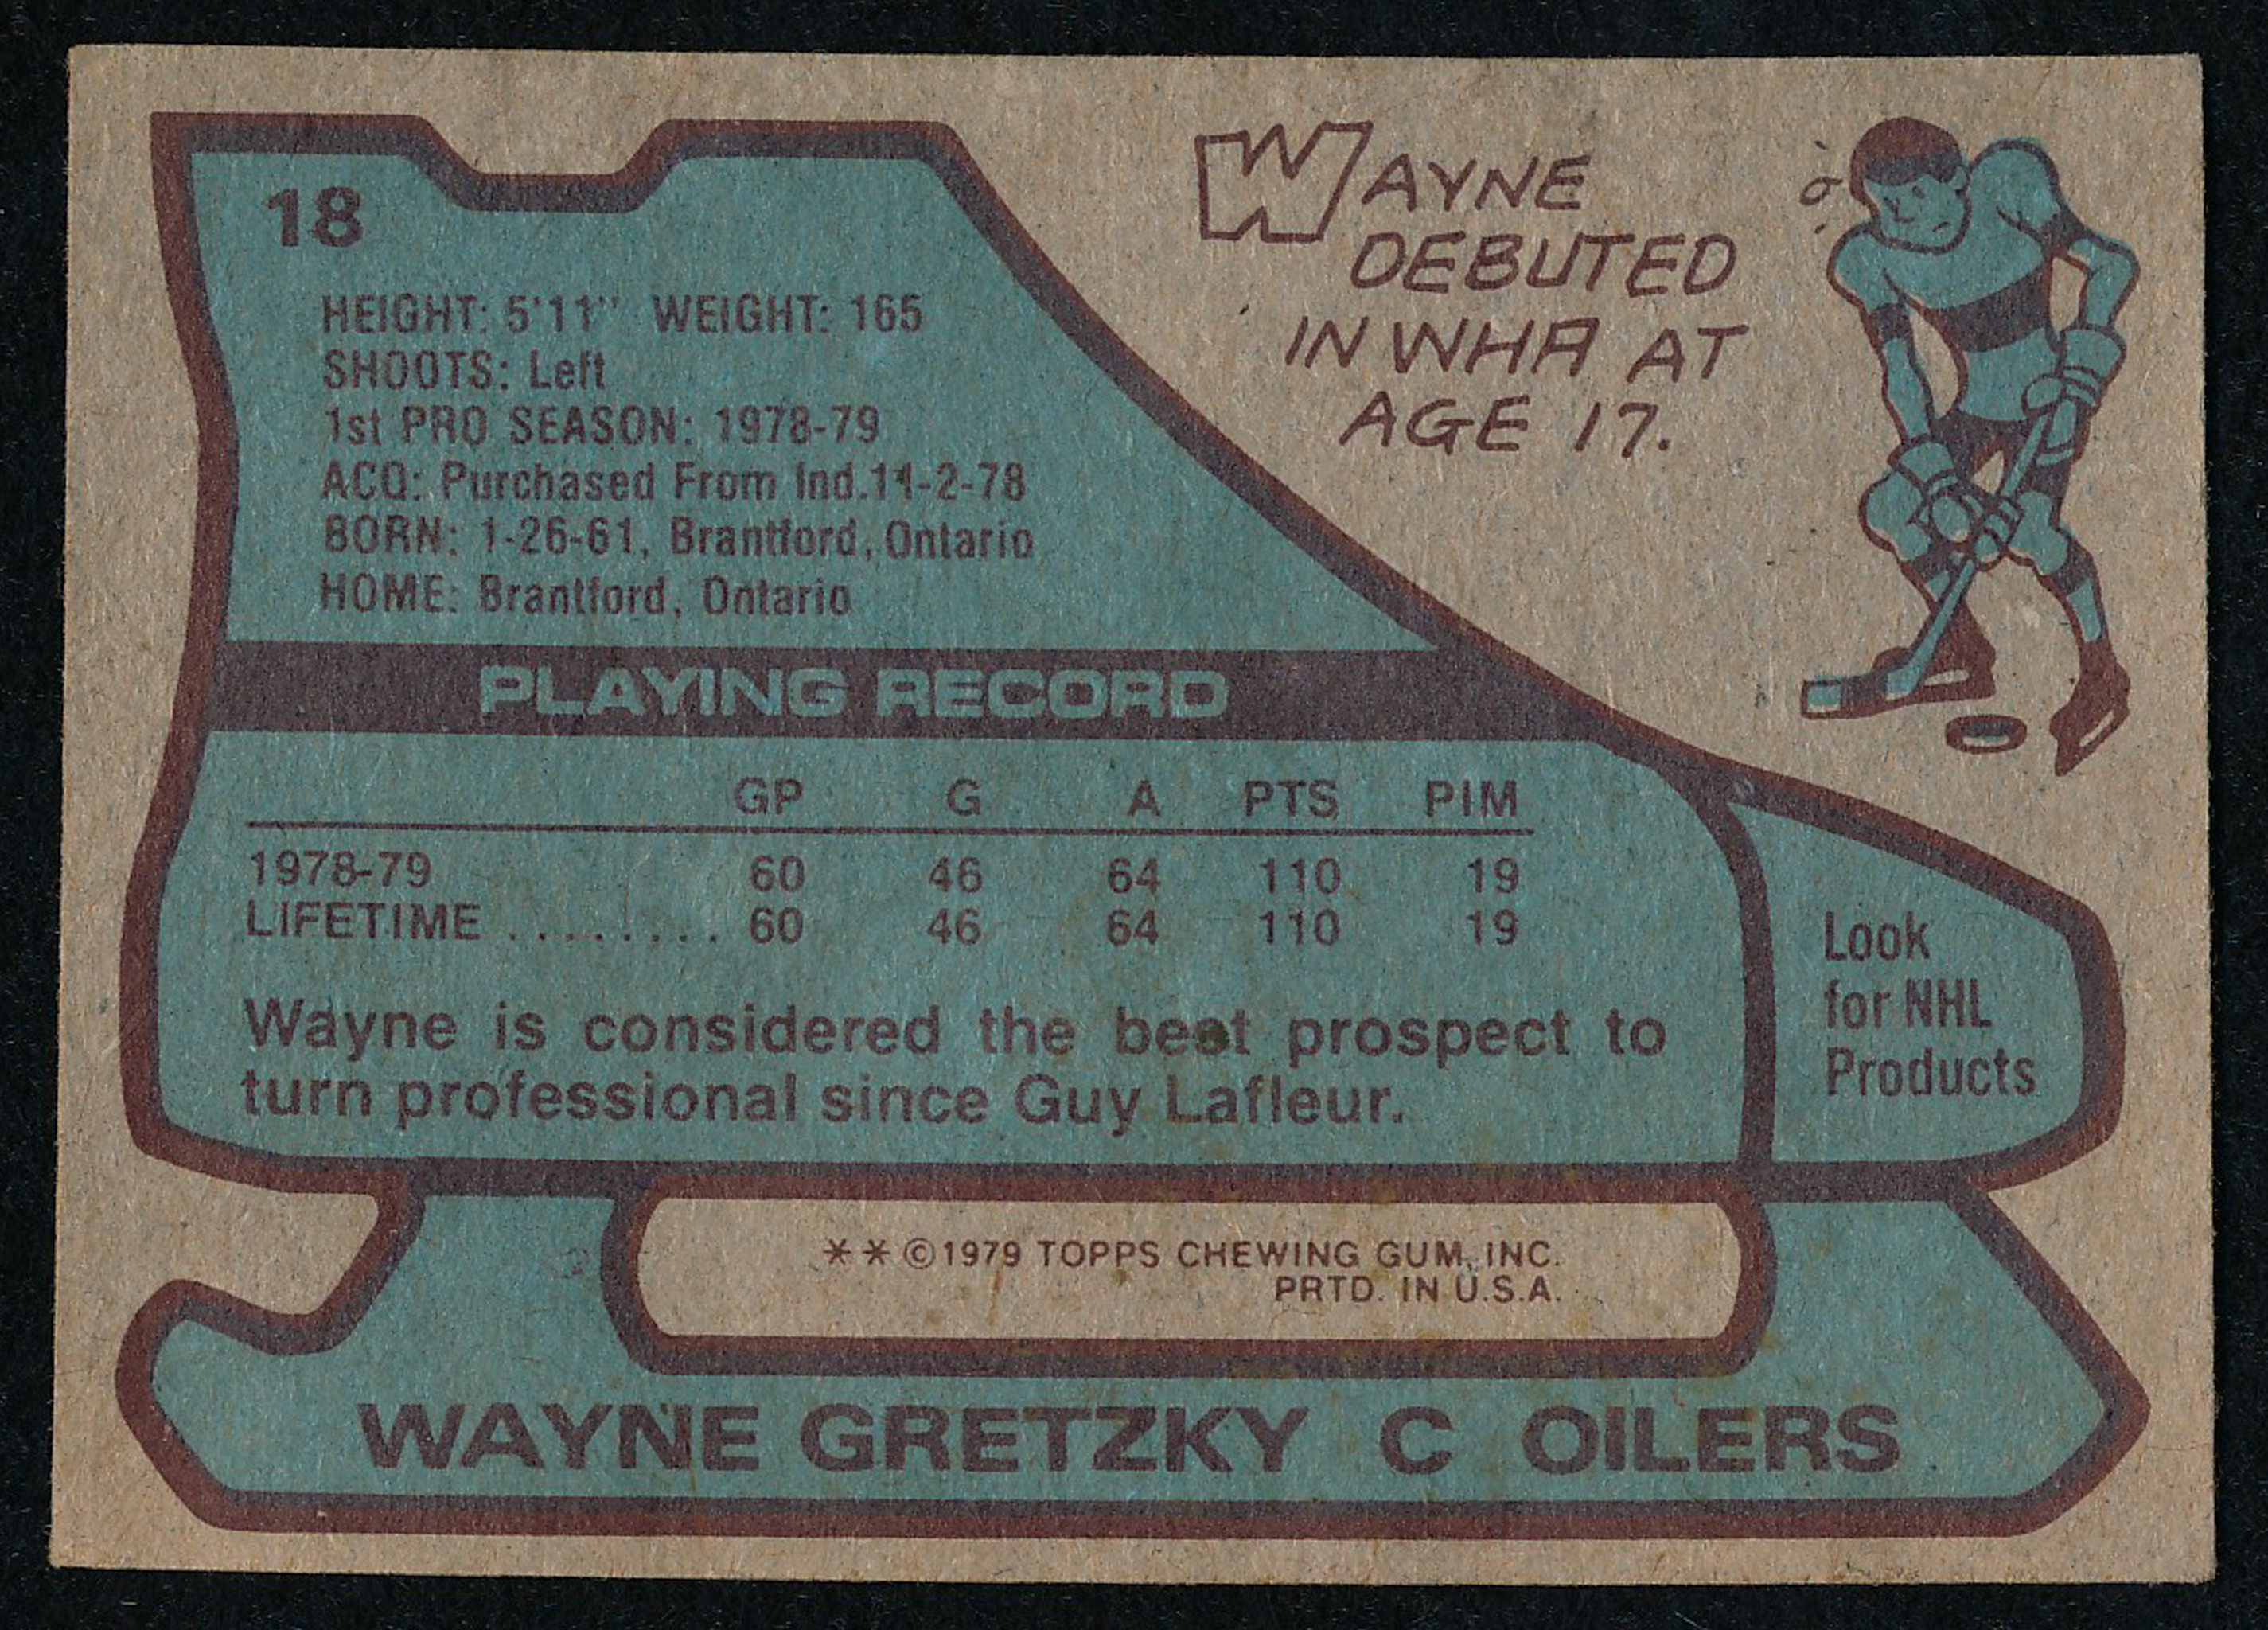 18
WAYNE
DEBUTED
IN WHA AT
AGE 17.
HEIGHT: 5'11" WEIGHT: 165
SHOOTS: Left
1st PRO SEASON: 1978-79
ACQ: Purchased From Ind.11-2-78
BORN: 1-26-61, Brantford, Ontario
HOME: Brantford, Ontario
PLAYING RECORD
GP G A PTS PIM
1978-79 60 46 64 110 19
LIFETIME ........ 60 46 64 110 19
Wayne is considered the best prospect to
turn professional since Guy Lafleur.
Look
for NHL
Products
**©1979 TOPPS CHEWING GUM, INC.
PRTD. IN U.S.A.
WAYNE GRETZKY C OILERS